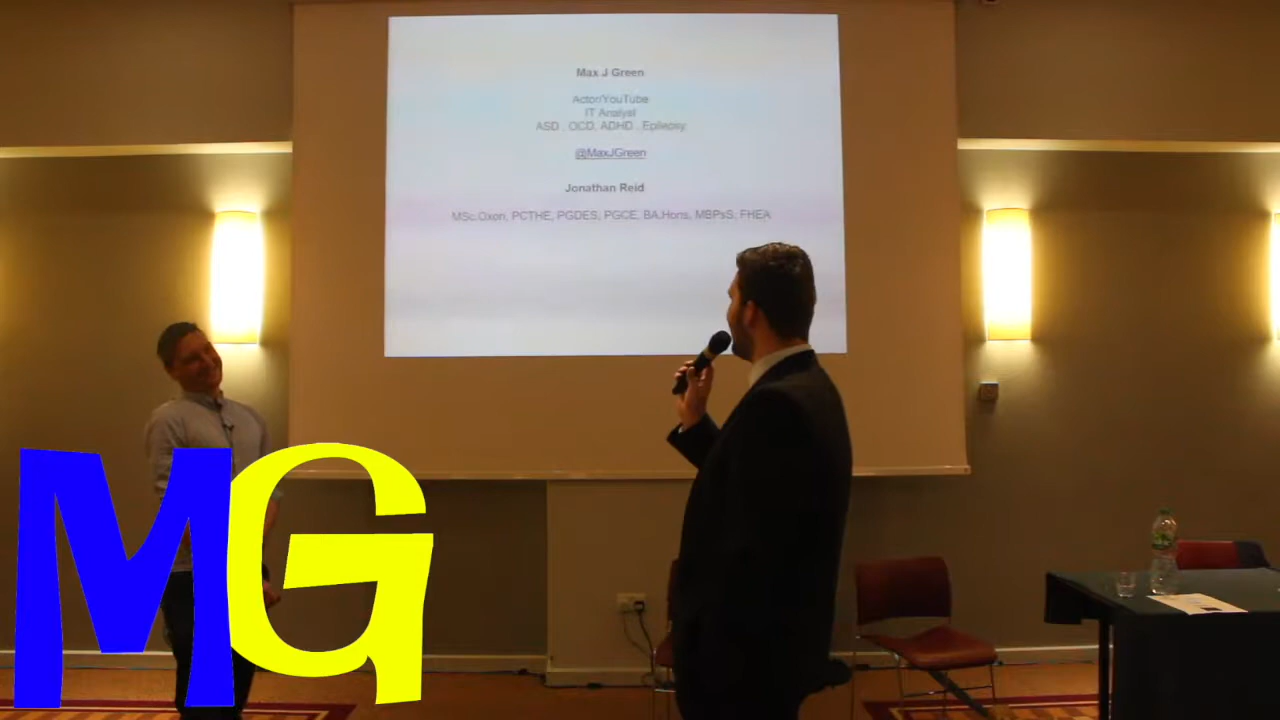 Max J Green
Actor/YouTube
IT Analyst
ASD , OCD, ADHD , Epilepsy
@MaxJGreen
Jonathan Reid
MSc.Oxon, PCTHE, PGDES, PGCE, BA.Hons, MBPsS, FHEA
MG